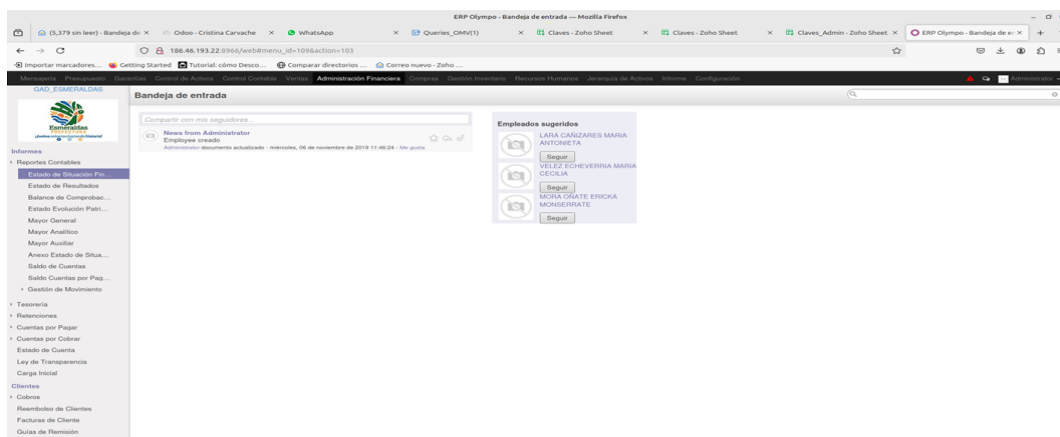 ERP Olympo - Bandeja de entrada — Mozilla Firefox
(5,379 sin leer) - Bandeja de
Odoo - Cristina Carvache
WhatsApp
Queries_OMV(1)
Claves - Zoho Sheet
Claves - Zoho Sheet
Claves_Admin - Zoho Sheet
ERP Olympo - Bandeja de en
186.46.193.22:8966/web#menu_id=109&action=103
Importar marcadores...
Getting Started
Tutorial: cómo Desco...
Comparar directorios ...
Correo nuevo - Zoho ...
Mensajería Presupuesto Garantías Control de Activos Control Contable Ventas Administración Financiera Compras Gestión Inventario Recursos Humanos Jerarquía de Activos Informe Configuración
Administrator
GAD_ESMERALDAS
Esmeraldas
PREFECTURA
Informes
Reportes Contables
Estado de Situación Fin...
Estado de Resultados
Balance de Comprobac...
Estado Evolución Patri...
Mayor General
Mayor Analítico
Mayor Auxiliar
Anexo Estado de Situa...
Saldo de Cuentas
Saldo Cuentas por Pag...
Gestión de Movimiento
Tesorería
Retenciones
Cuentas por Pagar
Cuentas por Cobrar
Estado de Cuenta
Ley de Transparencia
Carga Inicial
Clientes
Cobros
Reembolso de Clientes
Facturas de Cliente
Guías de Remisión
Bandeja de entrada
Compartir con mis seguidores...
News from Administrator
Employee creado
Administrator documento actualizado - miércoles, 06 de noviembre de 2019 11:46:24 - Me gusta
Empleados sugeridos
LARA CAÑIZARES MARIA
ANTONIETA
Seguir
VELEZ ECHEVERRIA MARIA
CECILIA
Seguir
MORA OÑATE ERICKA
MONSERRATE
Seguir